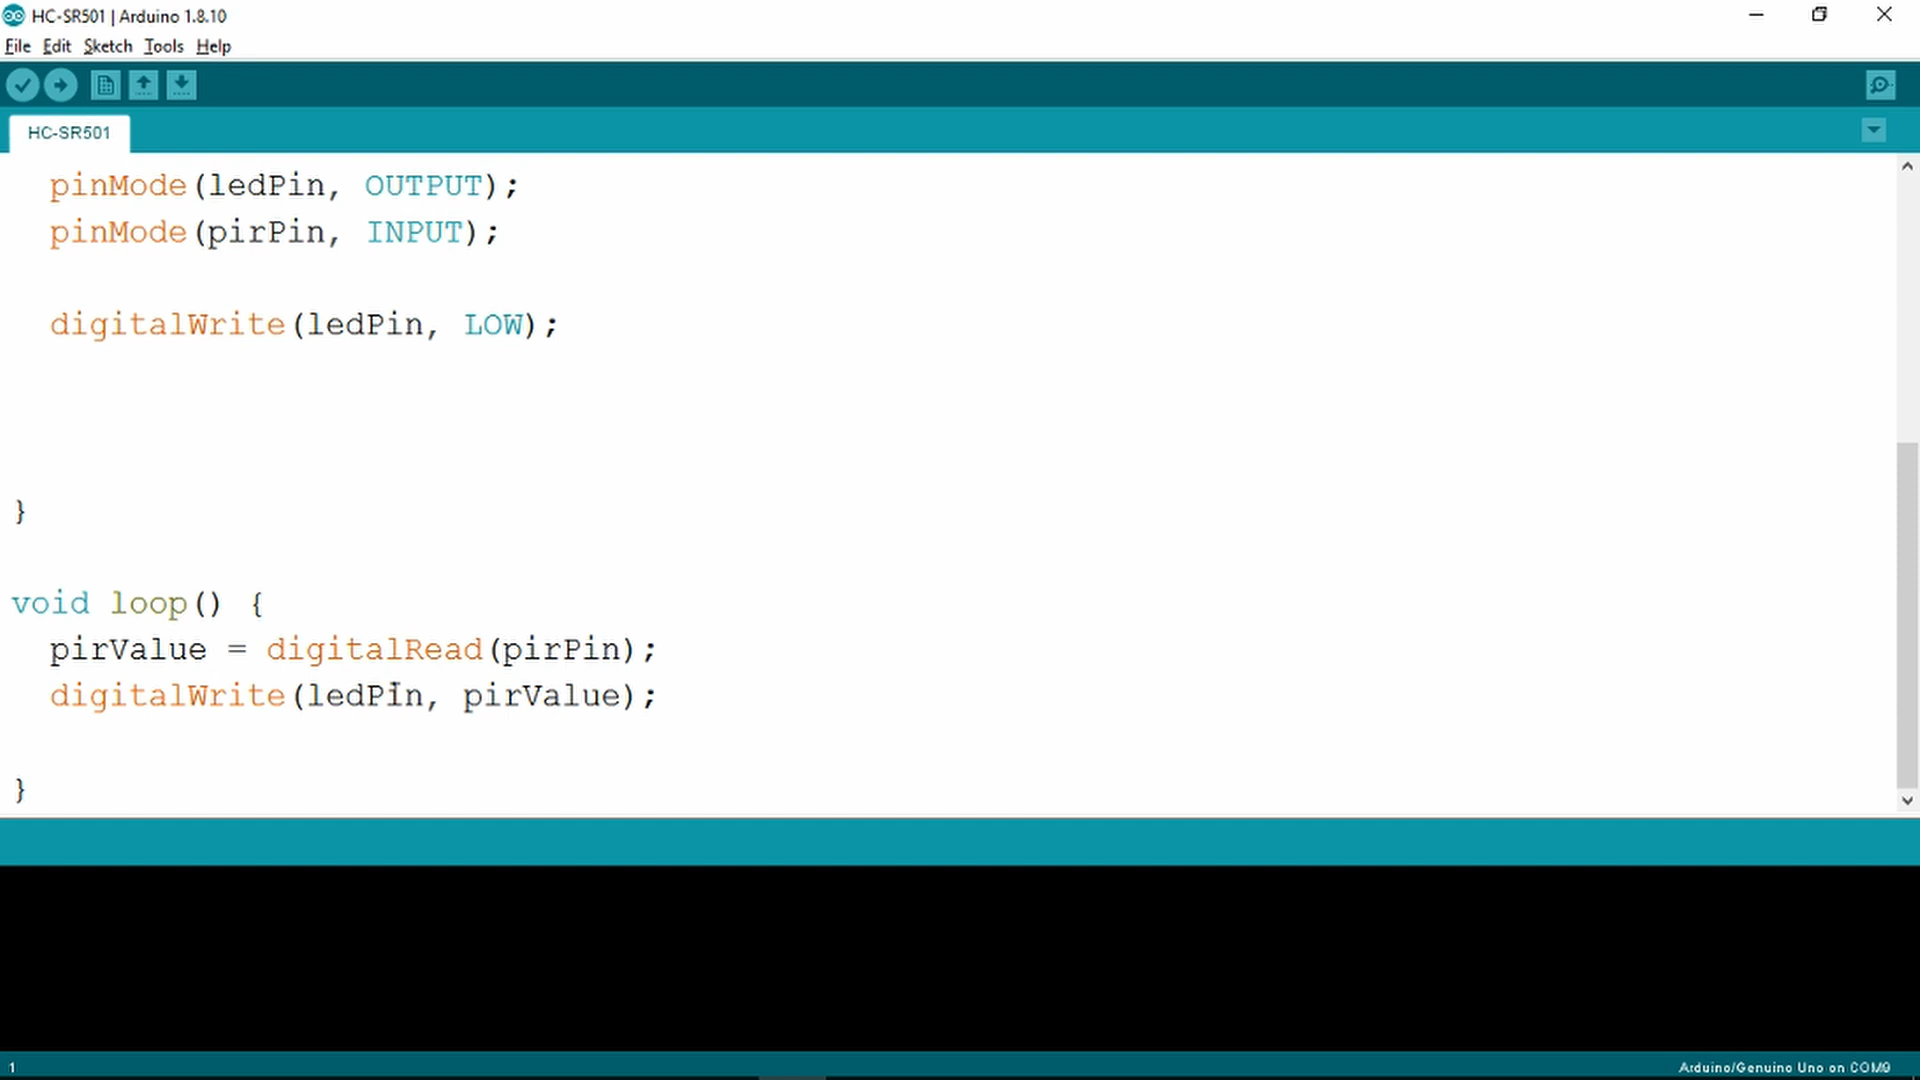 HC-SR501 | Arduino 1.8.10
File Edit Sketch Tools Help
HC-SR501
pinMode(ledPin, OUTPUT);
pinMode(pirPin, INPUT);
digitalWrite(ledPin, LOW);
}
void loop() {
pirValue = digitalRead(pirPin);
digitalWrite(ledPin, pirValue);
}
1
Arduino/Genuino Uno on COM9